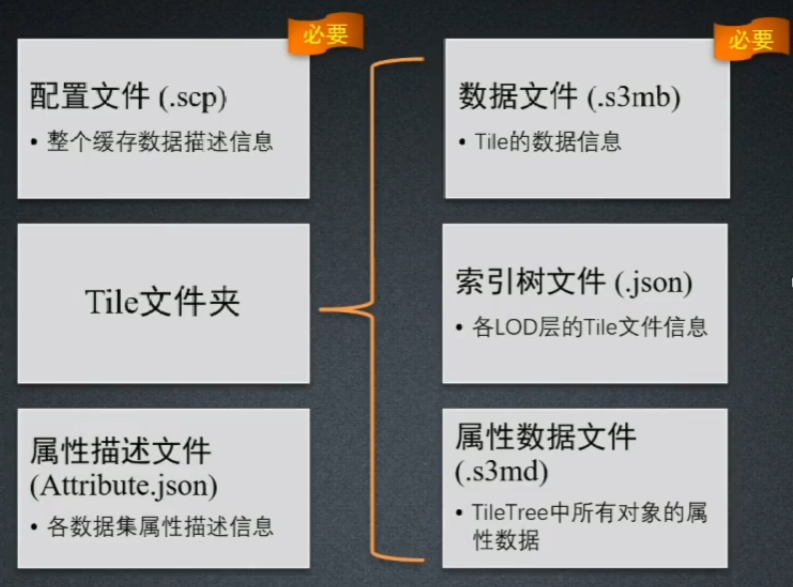 必要
配置文件 (.scp)
• 整个缓存数据描述信息
Tile文件夹
属性描述文件
(Attribute.json)
• 各数据集属性描述信息
必要
数据文件 (.s3mb)
• Tile的数据信息
索引树文件 (.json)
• 各LOD层的Tile文件信息
属性数据文件
(.s3md)
• TileTree中所有对象的属
性数据